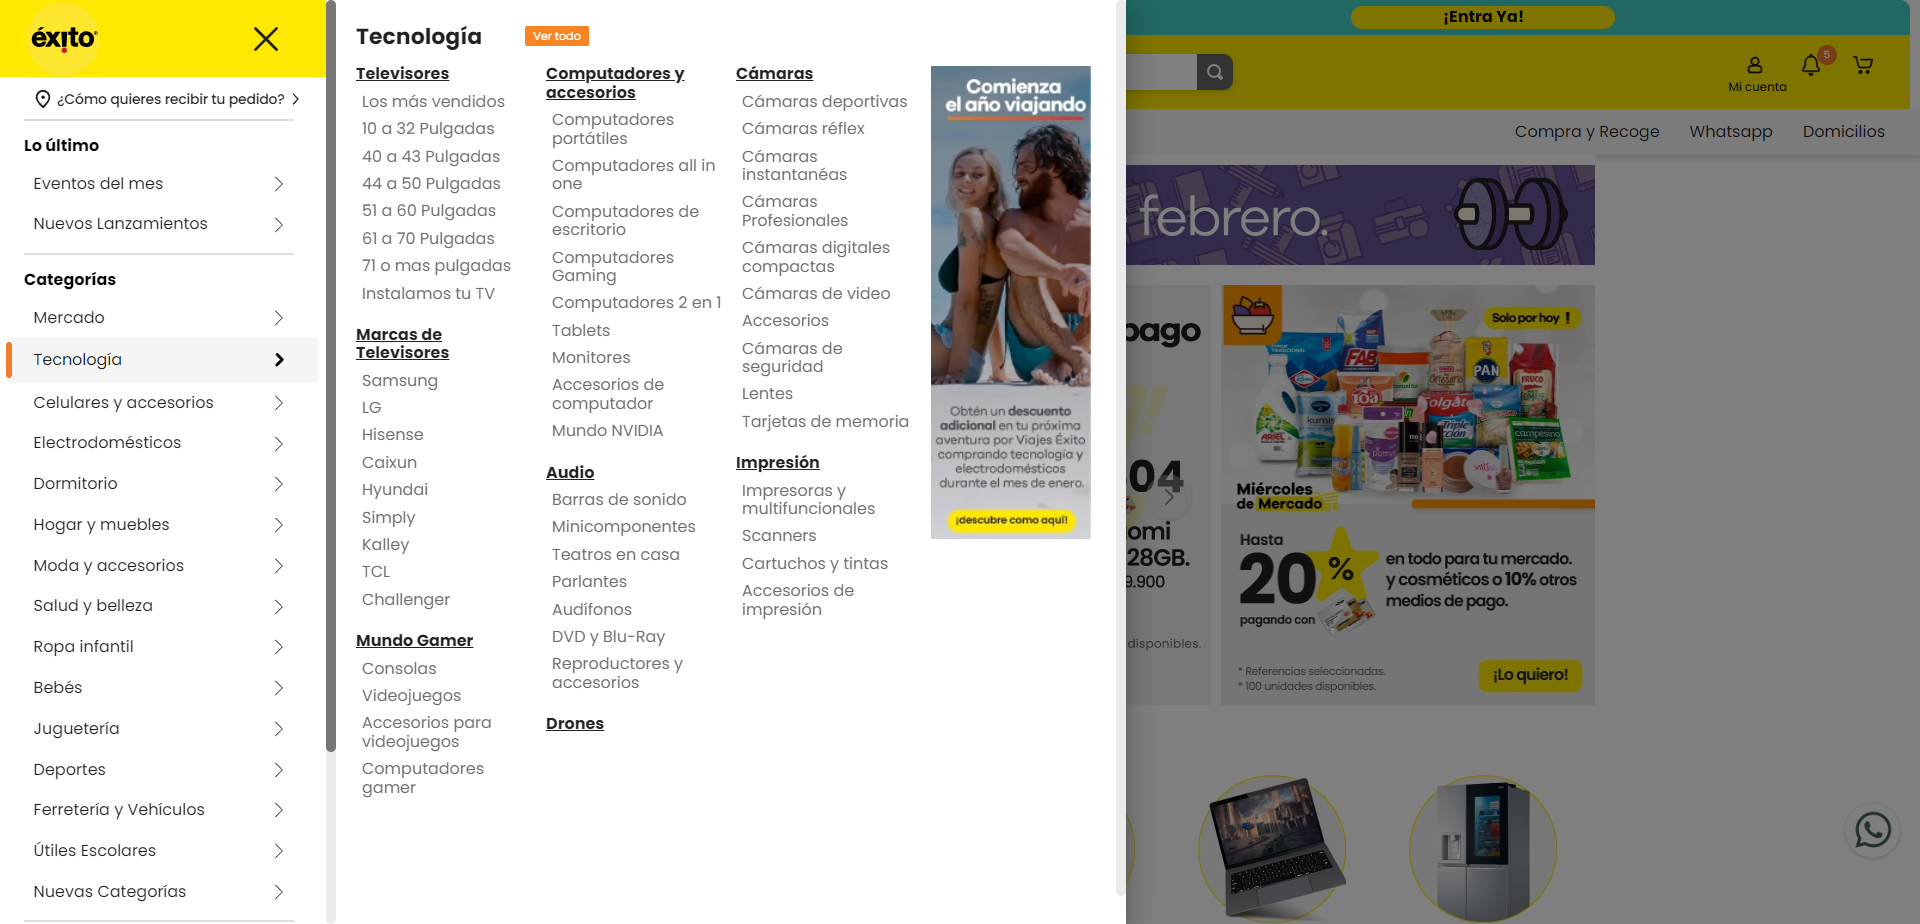 éxito
¿Cómo quieres recibir tu pedido?
Lo último
Eventos del mes
Nuevos Lanzamientos
Categorías
Mercado
Tecnología
Celulares y accesorios
Electrodomésticos
Dormitorio
Hogar y muebles
Moda y accesorios
Salud y belleza
Ropa infantil
Bebés
Juguetería
Deportes
Ferretería y Vehículos
Útiles Escolares
Nuevas Categorías
Tecnología
Ver todo
Televisores
Los más vendidos
10 a 32 Pulgadas
40 a 43 Pulgadas
44 a 50 Pulgadas
51 a 60 Pulgadas
61 a 70 Pulgadas
71 o mas pulgadas
Instalamos tu TV
Marcas de
Televisores
Samsung
LG
Hisense
Caixun
Hyundai
Simply
Kalley
TCL
Challenger
Mundo Gamer
Consolas
Videojuegos
Accesorios para
videojuegos
Computadores
gamer
Computadores y
accesorios
Computadores
portátiles
Computadores all in
one
Computadores de
escritorio
Computadores
Gaming
Computadores 2 en 1
Tablets
Monitores
Accesorios de
computador
Mundo NVIDIA
Audio
Barras de sonido
Minicomponentes
Teatros en casa
Parlantes
Audífonos
DVD y Blu-Ray
Reproductores y
accesorios
Drones
Cámaras
Cámaras deportivas
Cámaras réflex
Cámaras
instantanéas
Cámaras
Profesionales
Cámaras digitales
compactas
Cámaras de video
Accesorios
Cámaras de
seguridad
Lentes
Tarjetas de memoria
Impresión
Impresoras y
multifuncionales
Scanners
Cartuchos y tintas
Accesorios de
impresión
Comienza
el año viajando
Obtén un descuento
adicional en tu próxima
aventura por Viajes Éxito
comprando tecnología y
electrodomésticos
durante el mes de enero.
¡descubre como aquí!
¡Entra Ya!
Mi cuenta
5
Compra y Recoge
Whatsapp
Domicilios
febrero.
pago
04
omi
28GB.
9.900
disponibles.
Solo por hoy !
FAB
PAN
FRUCO
Colgate
Triple
Acción
kumis
ARIEL
campesino
Miércoles
de Mercado
Hasta
20 %
pagando con
en todo para tu mercado.
y cosméticos o 10% otros
medios de pago.
* Referencias seleccionadas.
* 100 unidades disponibles.
¡Lo quiero!